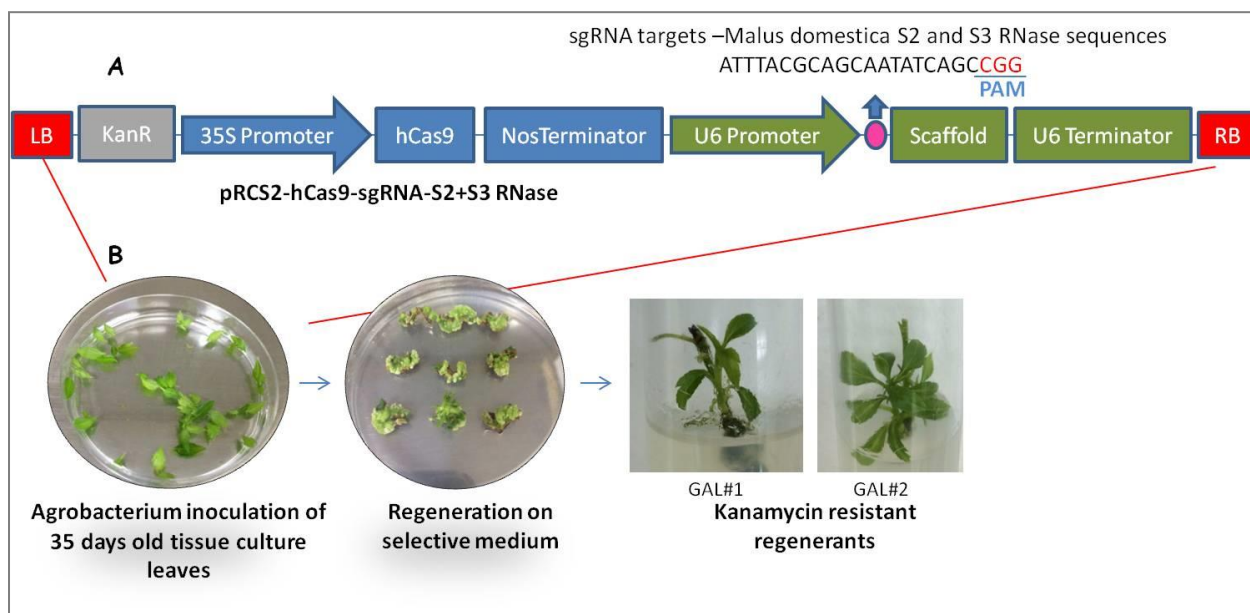 sgRNA targets –Malus domestica S2 and S3 RNase sequences
A
ATTTACGCAGCAATATCAGCCGG
PAM
LB
KanR
35S Promoter
hCas9
NosTerminator
U6 Promoter
Scaffold
U6 Terminator
RB
pRCS2-hCas9-sgRNA-S2+S3 RNase
B
Agrobacterium inoculation of
35 days old tissue culture
leaves
Regeneration on
selective medium
GAL#1
GAL#2
Kanamycin resistant
regenerants